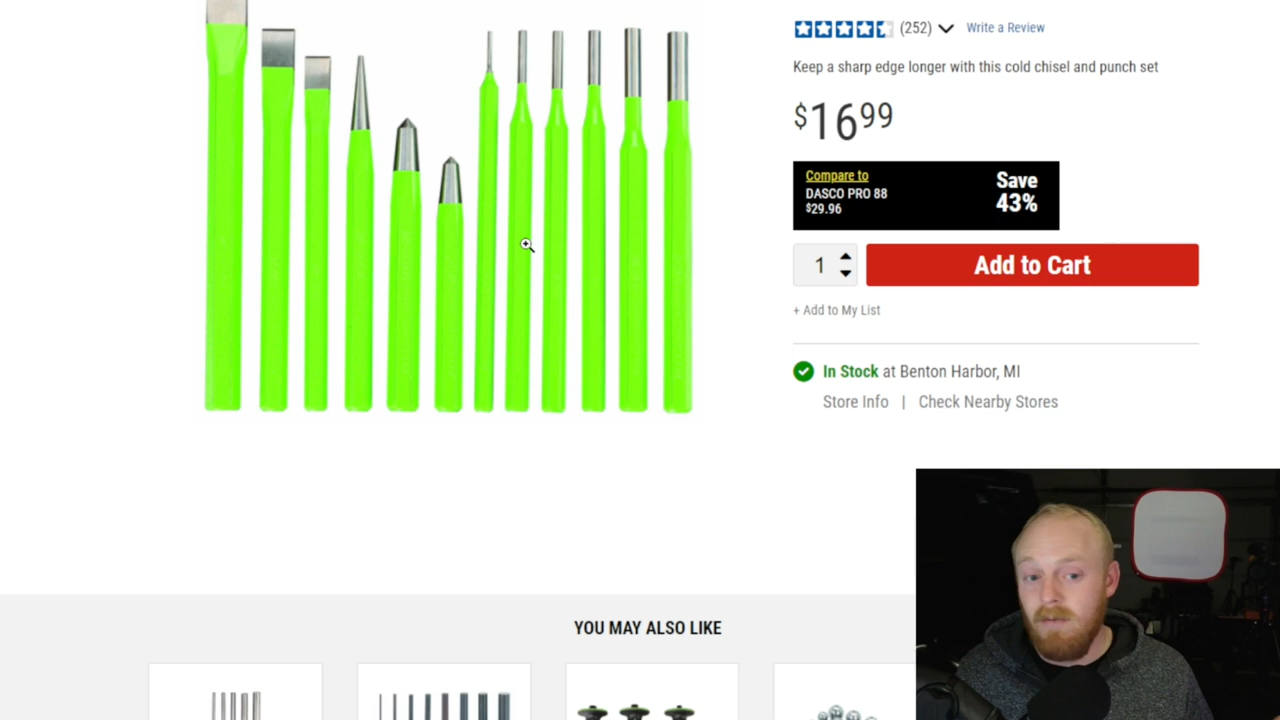 (252)
Write a Review
Keep a sharp edge longer with this cold chisel and punch set
$16 99
Compare to
DASCO PRO 88
$29.96
Save
43%
1
Add to Cart
+ Add to My List
In Stock at Benton Harbor, MI
Store Info | Check Nearby Stores
YOU MAY ALSO LIKE